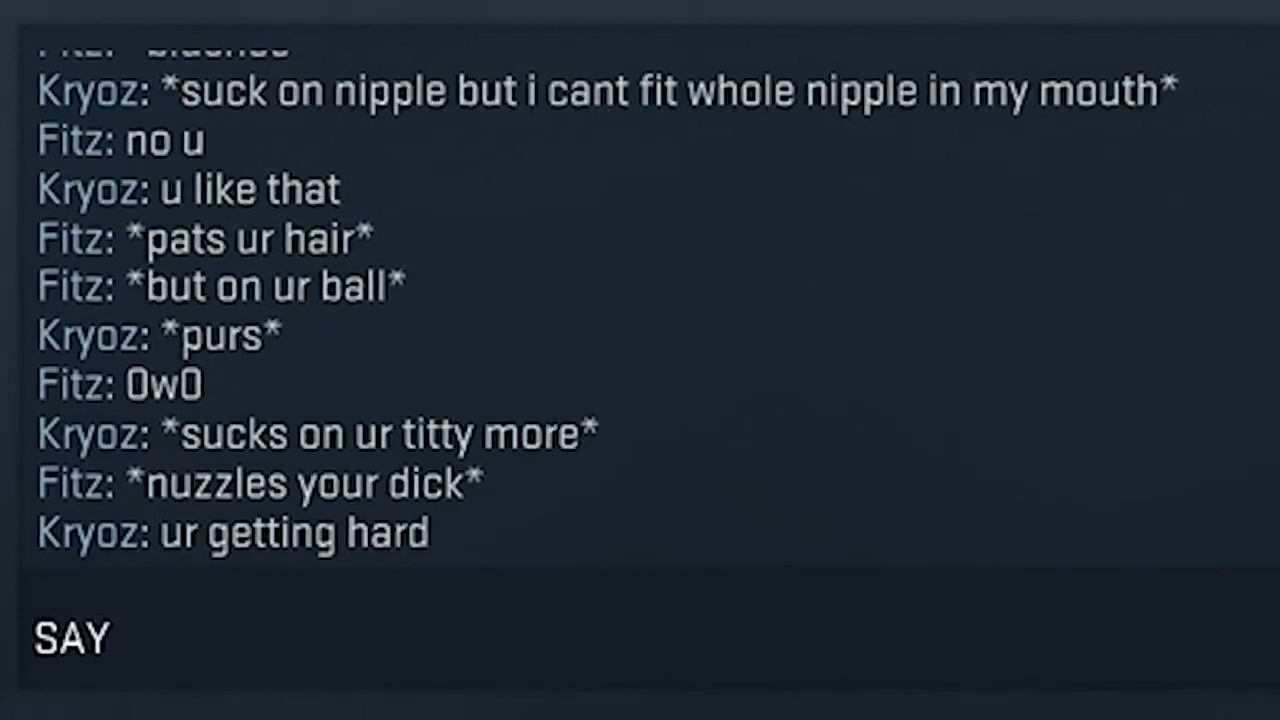 Kryoz: *suck on nipple but i cant fit whole nipple in my mouth*
Fitz: no u
Kryoz: u like that
Fitz: *pats ur hair*
Fitz: *but on ur ball*
Kryoz: *purs*
Fitz: OwO
Kryoz: *sucks on ur titty more*
Fitz: *nuzzles your dick*
Kryoz: ur getting hard
SAY